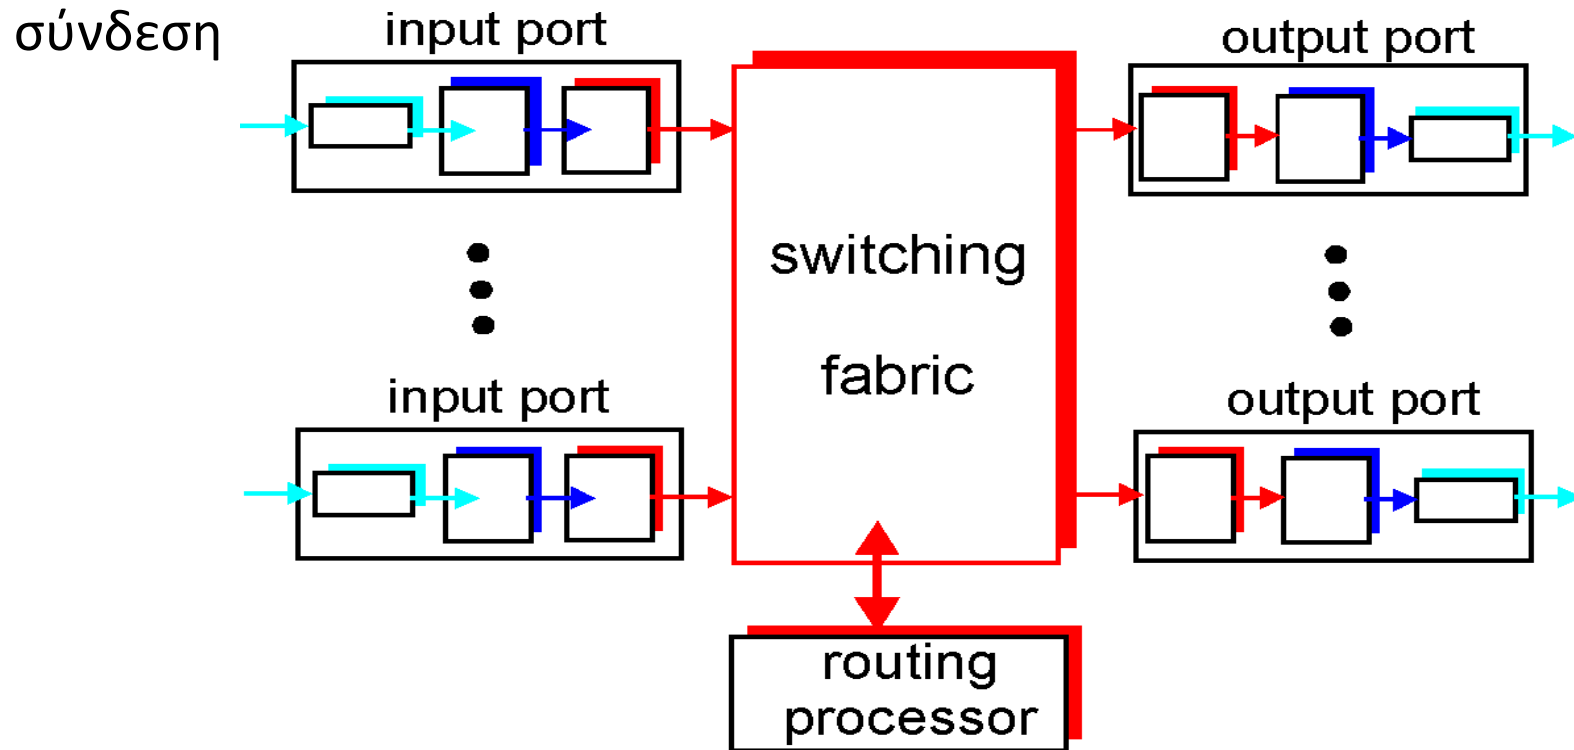 σύνδεση
input port
output port
switching
fabric
input port
output port
routing
processor